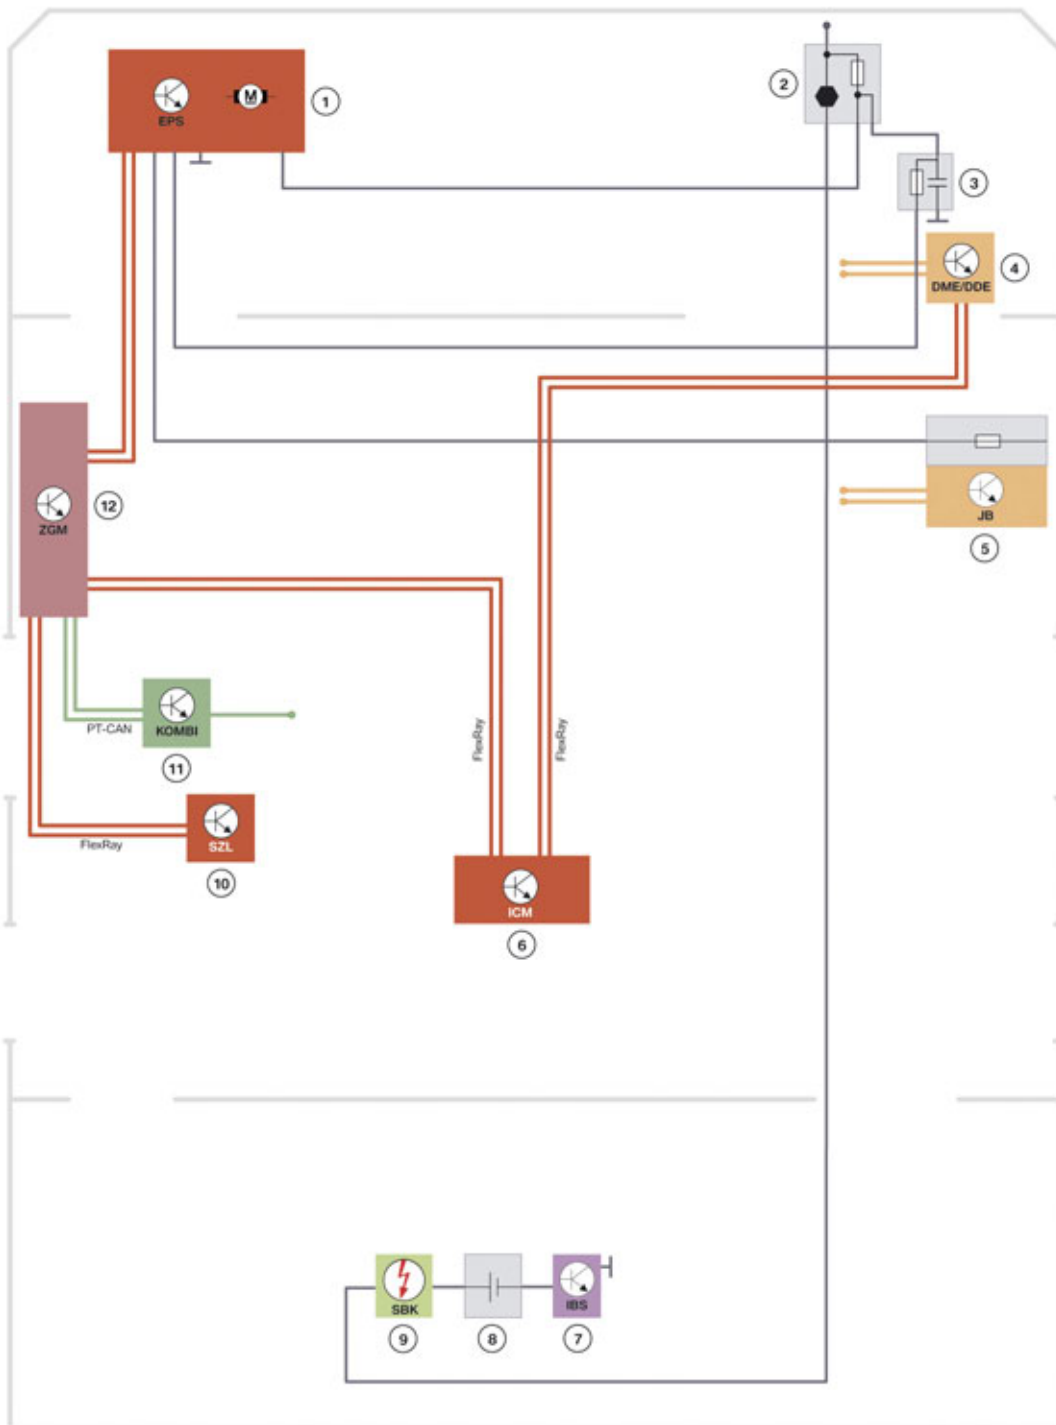 M
EPS
1
2
3
DME/DDE
4
ZGM
12
JB
5
KOMBI
PT-CAN
11
FlexRay
FlexRay
SZL
FlexRay
10
ICM
6
SBK
IBS
9
8
7